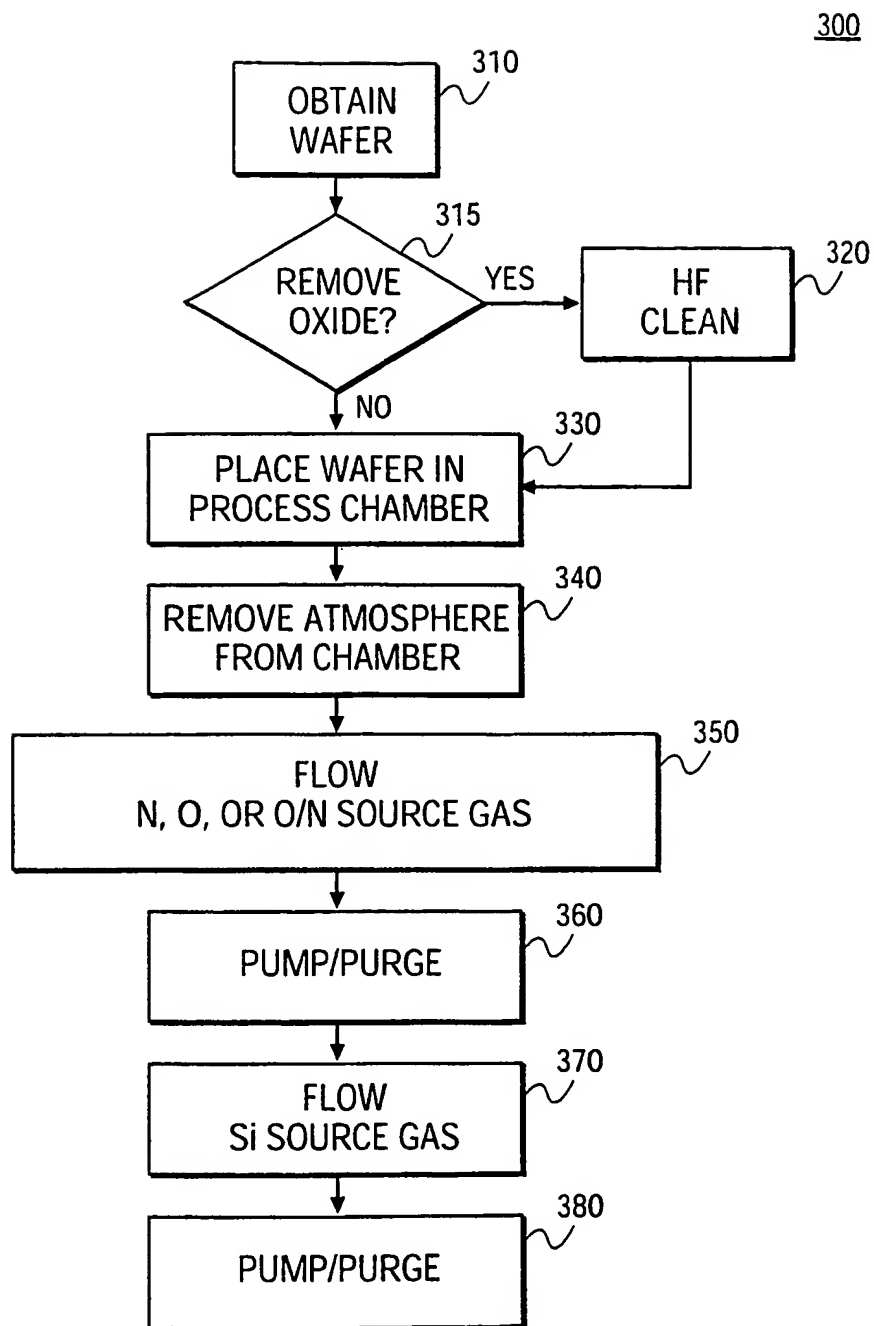 300
310
OBTAIN
WAFER
315
REMOVE
OXIDE?
YES
320
HF
CLEAN
NO
330
PLACE WAFER IN
PROCESS CHAMBER
340
REMOVE ATMOSPHERE
FROM CHAMBER
350
FLOW
N, O, OR O/N SOURCE GAS
360
PUMP/PURGE
370
FLOW
Si SOURCE GAS
380
PUMP/PURGE